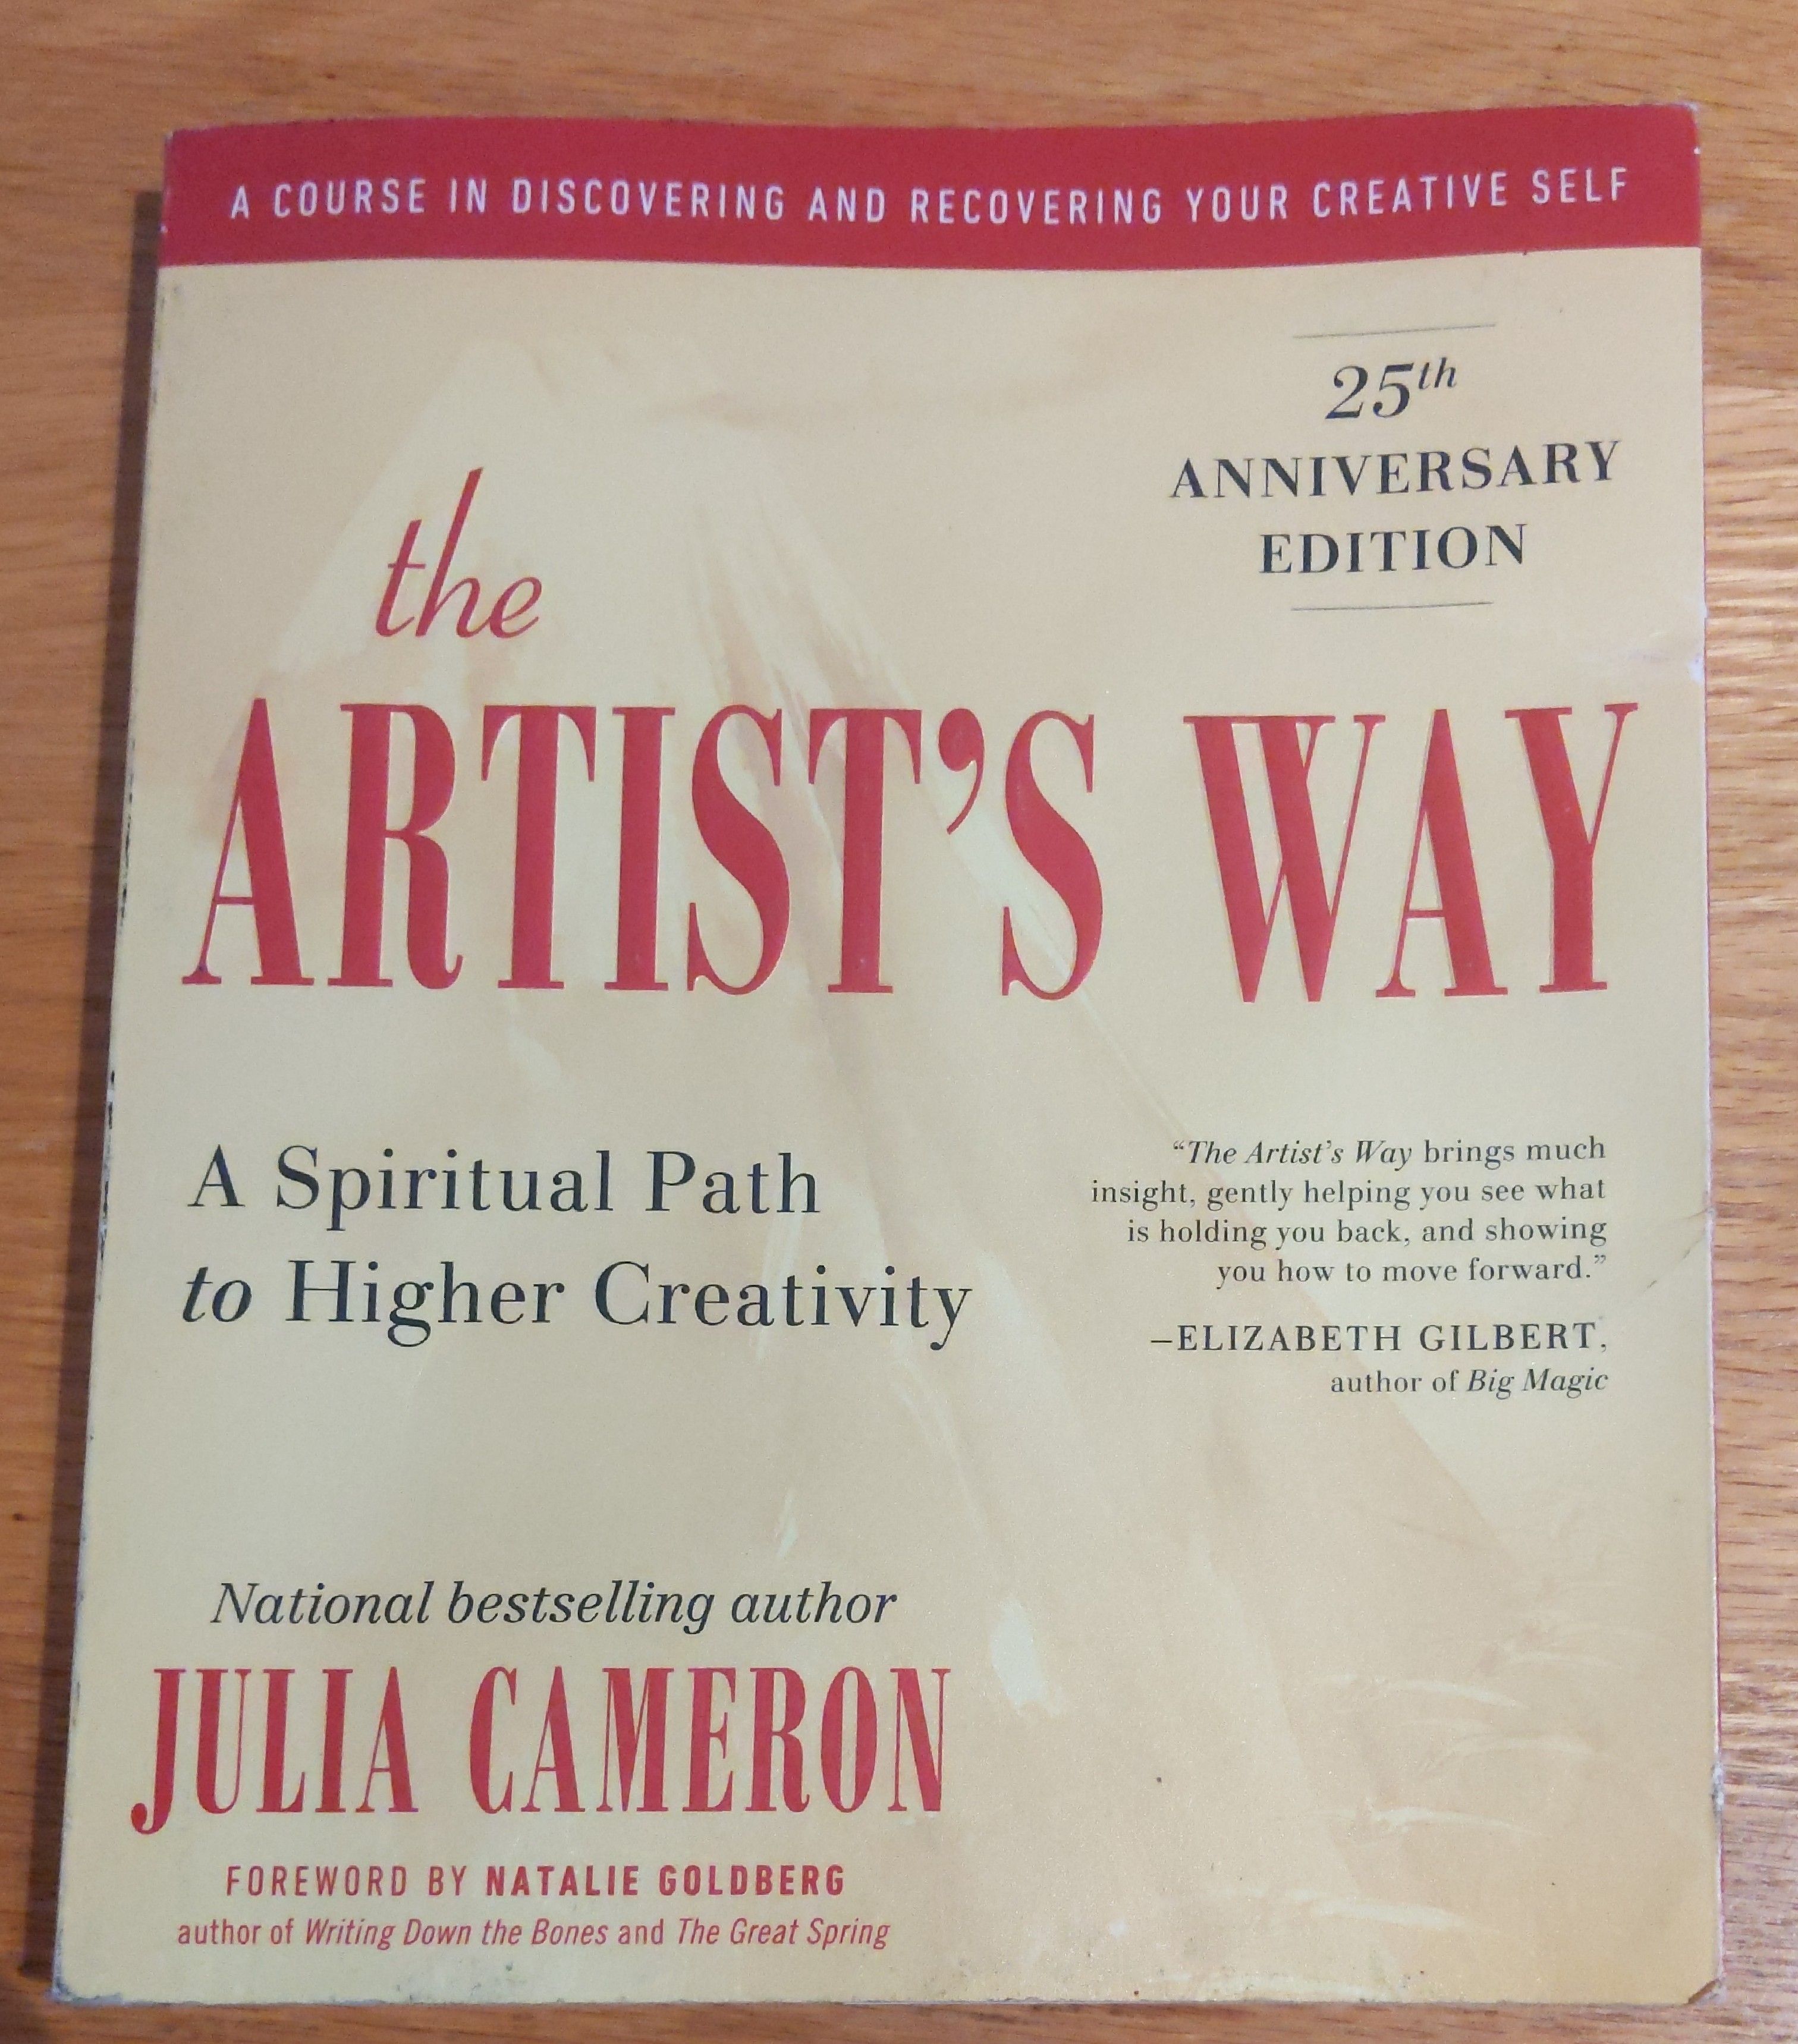 A COURSE IN DISCOVERING AND RECOVERING YOUR CREATIVE SELF
25th
ANNIVERSARY
EDITION
the
ARTIST’S WAY
A Spiritual Path
to Higher Creativity
“The Artist’s Way brings much
insight, gently helping you see what
is holding you back, and showing
you how to move forward.”
–ELIZABETH GILBERT,
author of Big Magic
National bestselling author
JULIA CAMERON
FOREWORD BY NATALIE GOLDBERG
author of Writing Down the Bones and The Great Spring